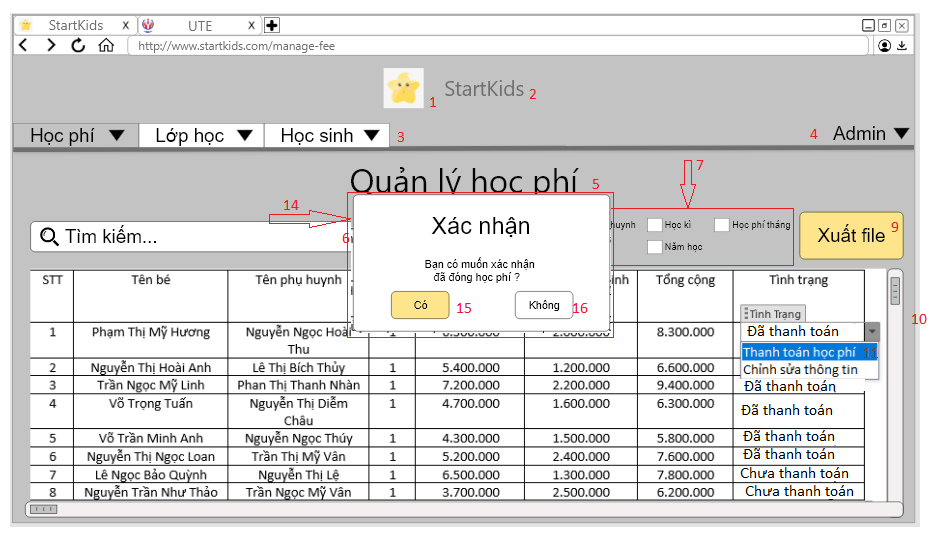 StartKids X UTE X
http://www.startkids.com/manage-fee
1 StartKids 2
Học phí Lớp học Học sinh 3 4 Admin
Quản lý học phí 5 7
14
Tìm kiếm... 6 huynh Học kì Học phí tháng Xuất file 9
Năm học
Xác nhận
Bạn có muốn xác nhận
đã đóng học phí ?
Có 15 Không 16
STT Tên bé Tên phụ huynh inh Tổng cộng Tình trạng
10
Tình Trạng
1 Phạm Thị Mỹ Hương Nguyễn Ngọc Hoài Thu 1 6.300.000 2.000.000 8.300.000 Đã thanh toán
Thanh toán học phí 11
Chỉnh sửa thông tin
2 Nguyễn Thị Hoài Anh Lê Thị Bích Thủy 1 5.400.000 1.200.000 6.600.000
3 Trần Ngọc Mỹ Linh Phan Thị Thanh Nhàn 1 7.200.000 2.200.000 9.400.000 Đã thanh toán
4 Võ Trọng Tuấn Nguyễn Thị Diễm Châu 1 4.700.000 1.600.000 6.300.000 Đã thanh toán
5 Võ Trần Minh Anh Nguyễn Ngọc Thúy 1 4.300.000 1.500.000 5.800.000 Đã thanh toán
6 Nguyễn Thị Ngọc Loan Trần Thị Mỹ Vân 1 5.200.000 2.400.000 7.600.000 Đã thanh toán
7 Lê Ngọc Bảo Quỳnh Nguyễn Thị Lệ 1 6.500.000 1.300.000 7.800.000 Chưa thanh toán
8 Nguyễn Trần Như Thảo Trần Ngọc Mỹ Vân 1 3.700.000 2.500.000 6.200.000 Chưa thanh toán